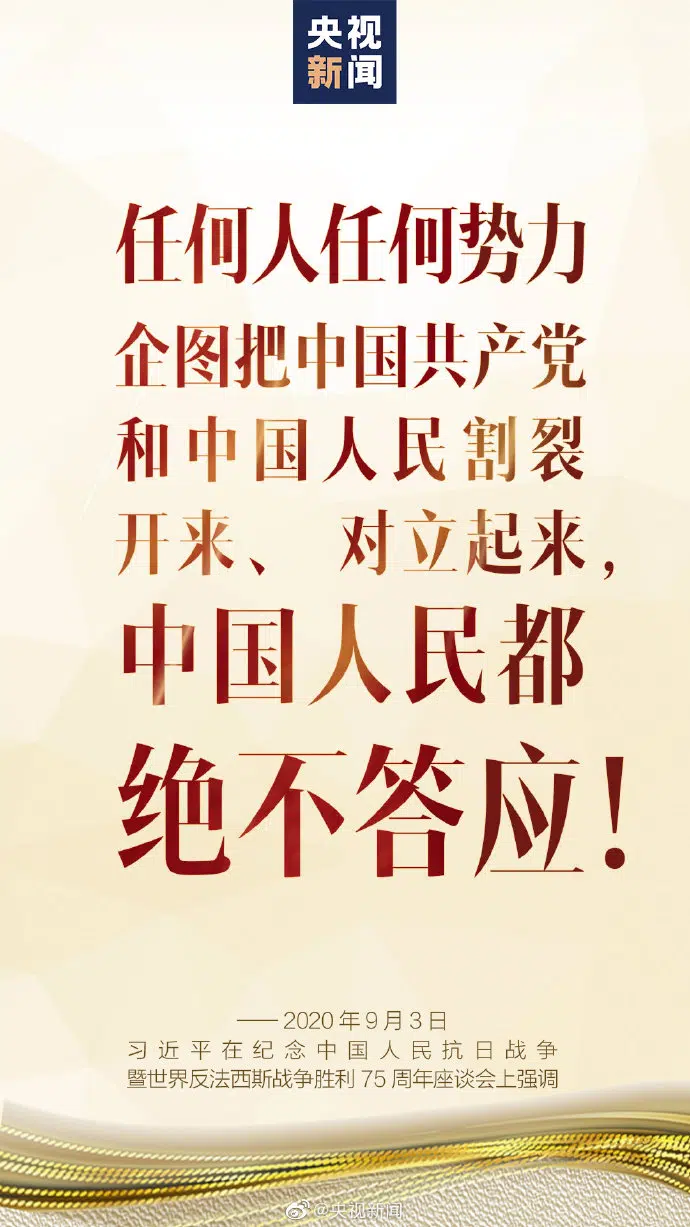 央视
新闻
任何人任何势力
企图把中国共产党
和中国人民割裂
开来、 对立起来，
中国人民都
绝不答应！
——2020年9月3日
习近平在纪念中国人民抗日战争
暨世界反法西斯战争胜利75周年座谈会上强调
@央视新闻